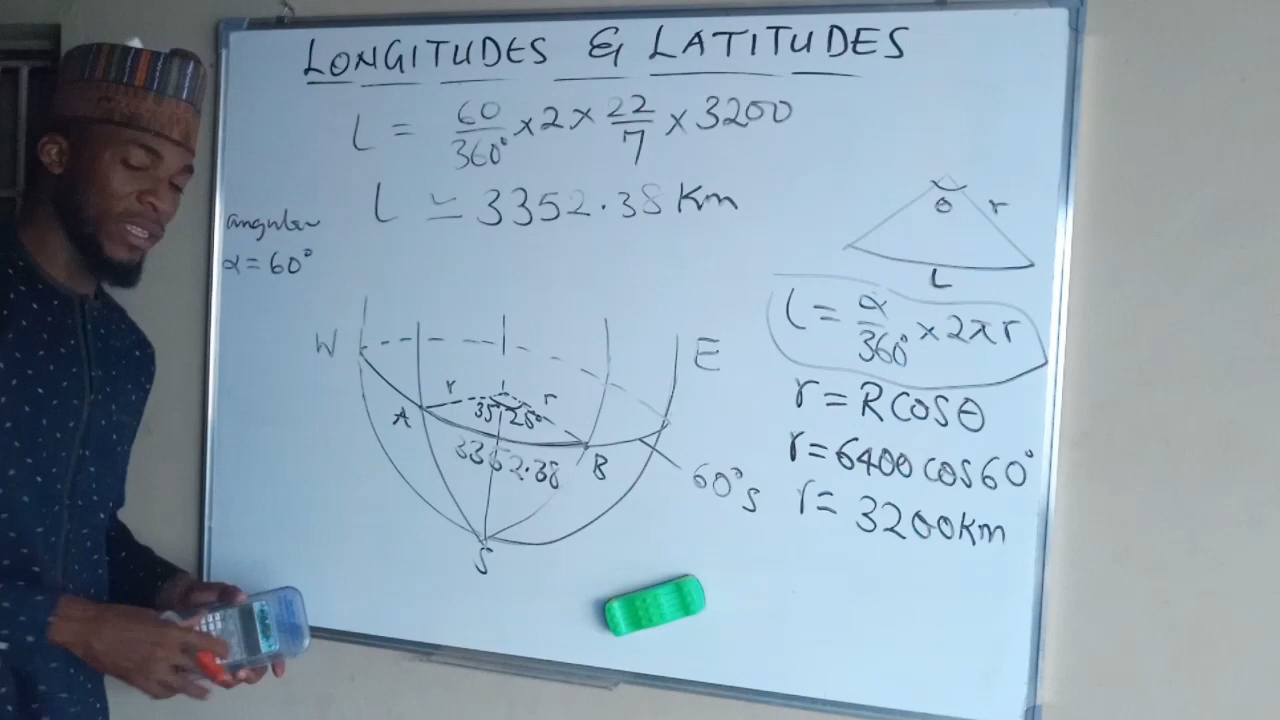 LONGITUDES & LATITUDES
L = 60/360° × 2 × 22/7 × 3200
L ≃ 3352.38 Km
angular
α = 60°
θ
r
L
L = α/360° × 2πr
r = R COS θ
r = 6400 cos 60°
r = 3200km
W
E
r
r
A
35° 25°
3352.38
B
60°S
S